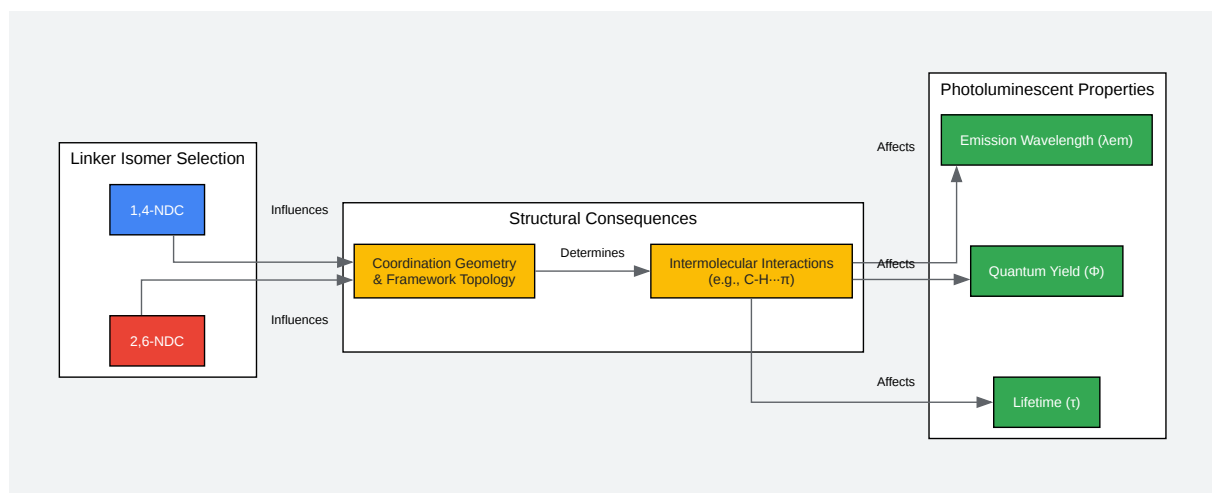 Linker Isomer Selection
1,4-NDC
2,6-NDC
Influences
Influences
Structural Consequences
Coordination Geometry
& Framework Topology
Determines
Intermolecular Interactions
(e.g., C-H···π)
Affects
Affects
Affects
Photoluminescent Properties
Emission Wavelength (λem)
Quantum Yield (Φ)
Lifetime (τ)